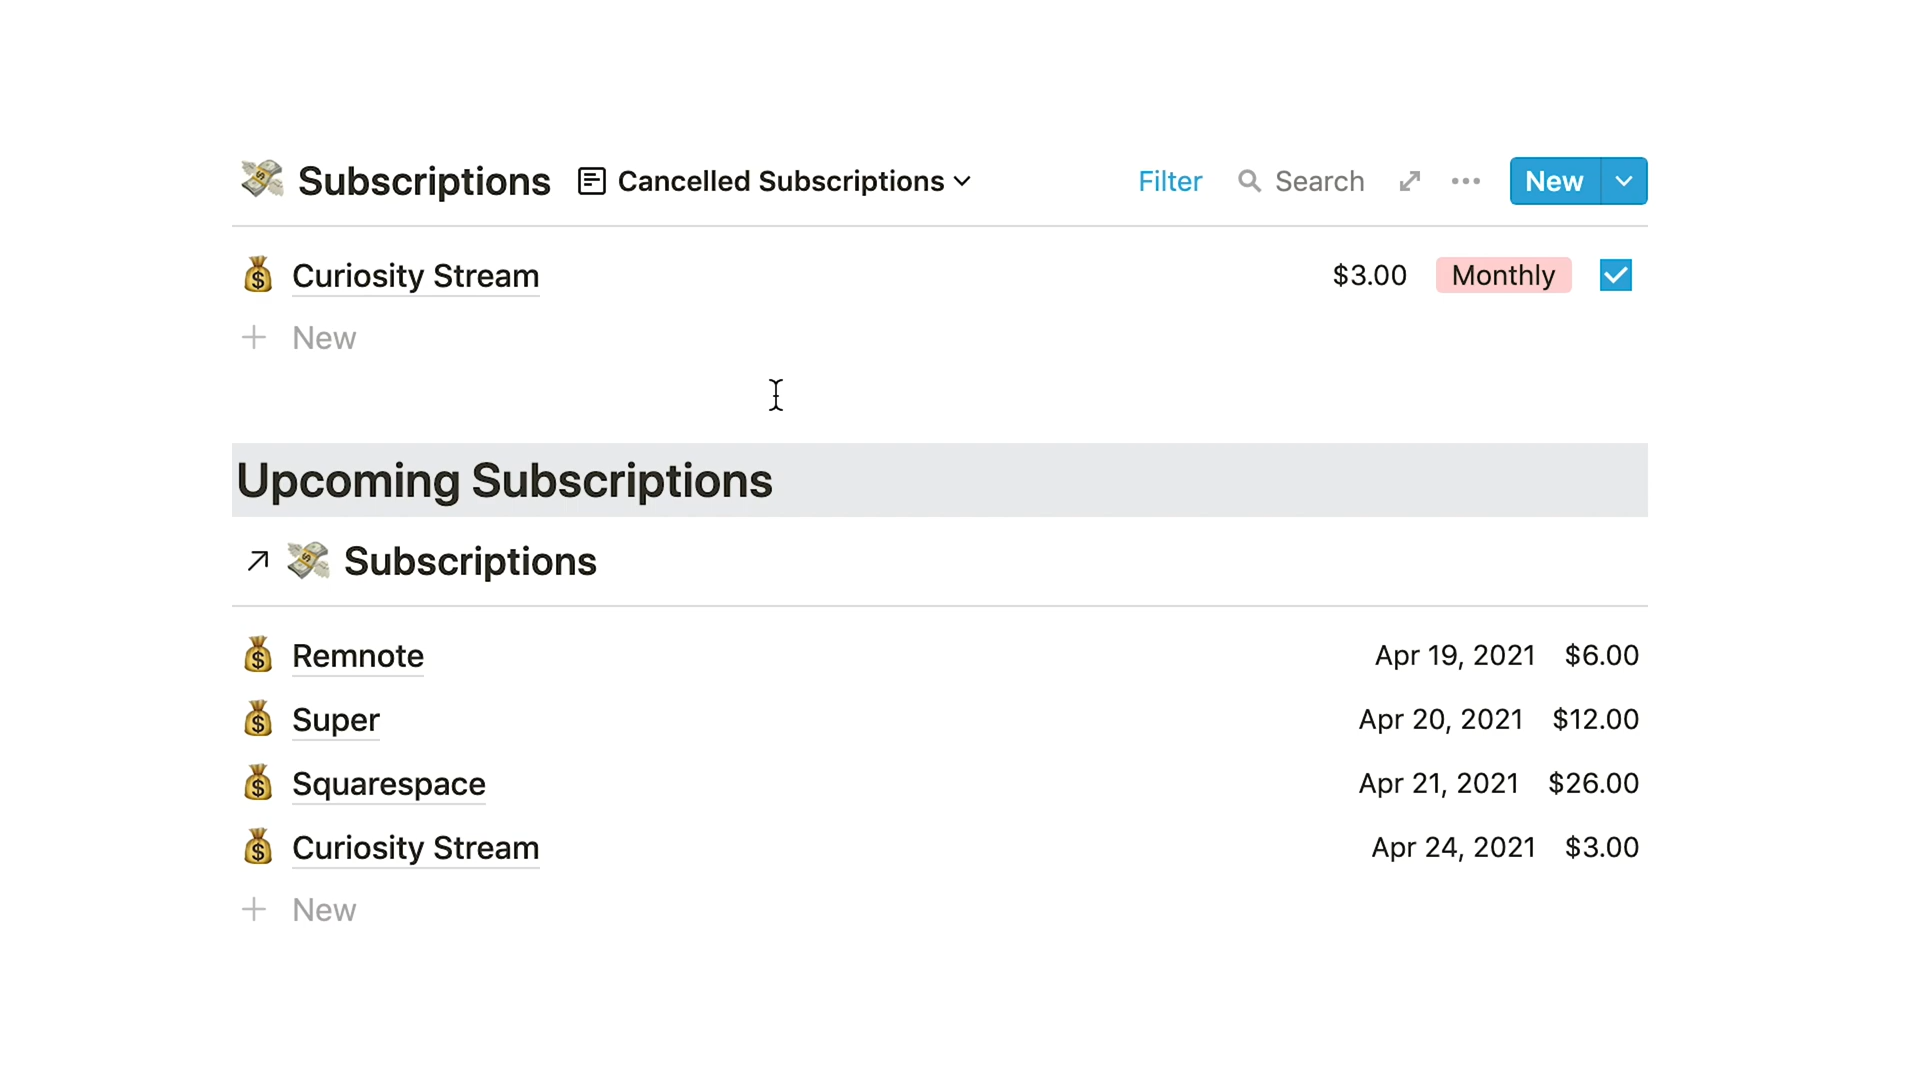 Subscriptions Cancelled Subscriptions Filter Search New
Curiosity Stream $3.00 Monthly
New
Upcoming Subscriptions
Subscriptions
Remnote Apr 19, 2021 $6.00
Super Apr 20, 2021 $12.00
Squarespace Apr 21, 2021 $26.00
Curiosity Stream Apr 24, 2021 $3.00
New